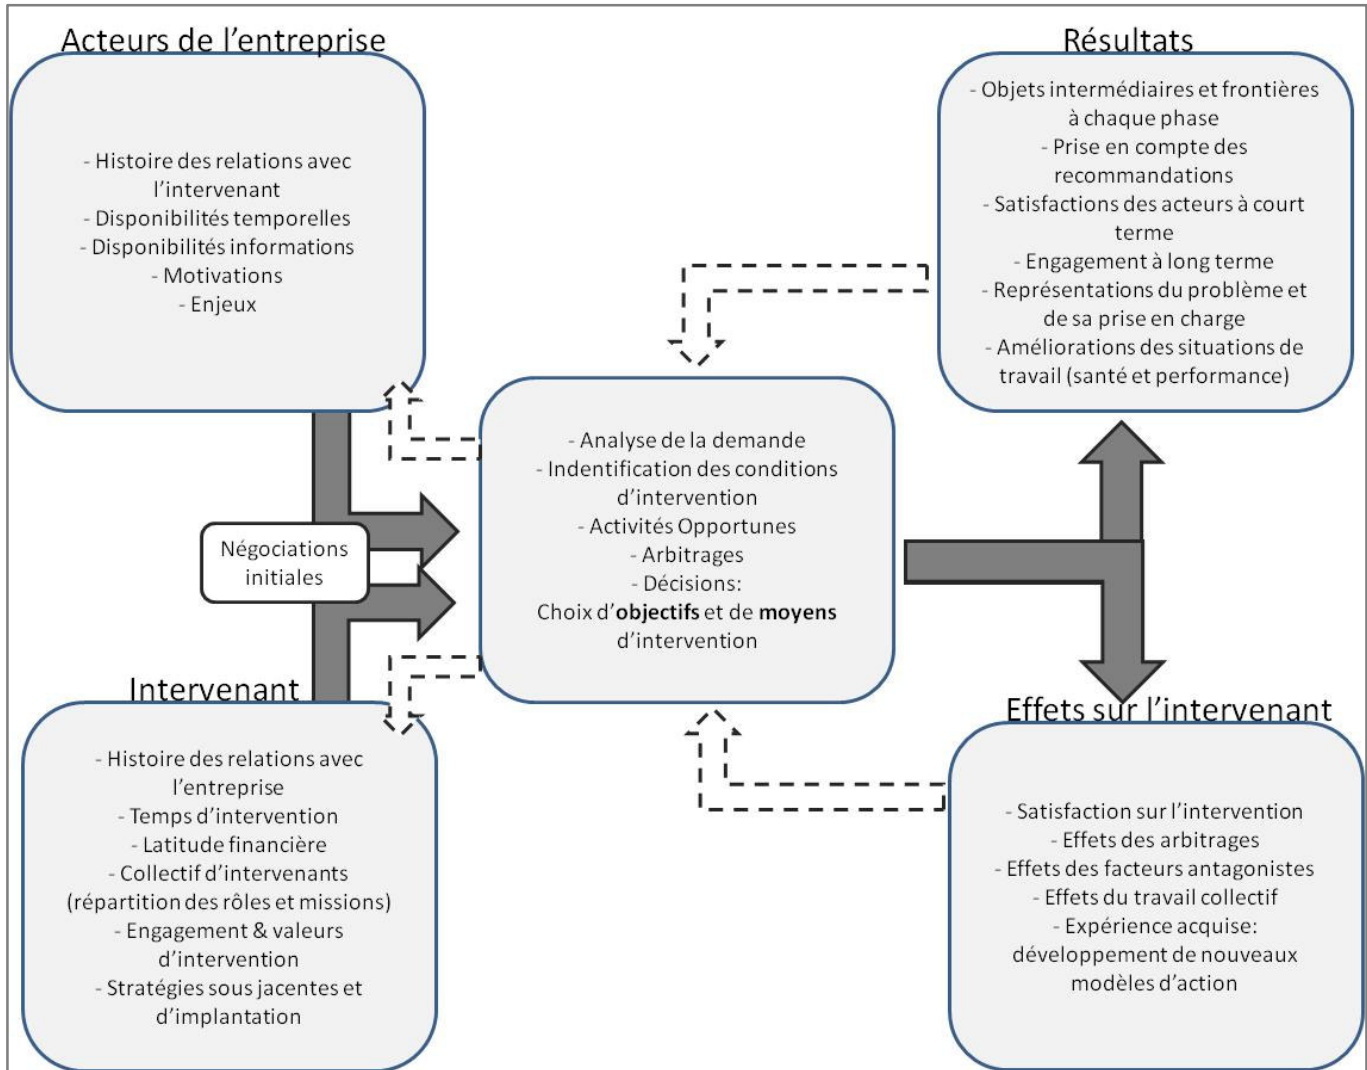 Acteurs de l'entreprise
- Histoire des relations avec
l'intervenant
- Disponibilités temporelles
- Disponibilités informations
- Motivations
- Enjeux
Résultats
- Objets intermédiaires et frontières
à chaque phase
- Prise en compte des
recommandations
- Satisfactions des acteurs à court
terme
- Engagement à long terme
- Représentations du problème et
de sa prise en charge
- Améliorations des situations de
travail (santé et performance)
Négociations
initiales
- Analyse de la demande
- Indentification des conditions
d'intervention
- Activités Opportunes
- Arbitrages
- Décisions:
Choix d'objectifs et de moyens
d'intervention
Intervenant
- Histoire des relations avec
l'entreprise
- Temps d'intervention
- Latitude financière
- Collectif d'intervenants
(répartition des rôles et missions)
- Engagement & valeurs
d'intervention
- Stratégies sous jacentes et
d'implantation
Effets sur l'intervenant
- Satisfaction sur l'intervention
- Effets des arbitrages
- Effets des facteurs antagonistes
- Effets du travail collectif
- Expérience acquise:
développement de nouveaux
modèles d'action